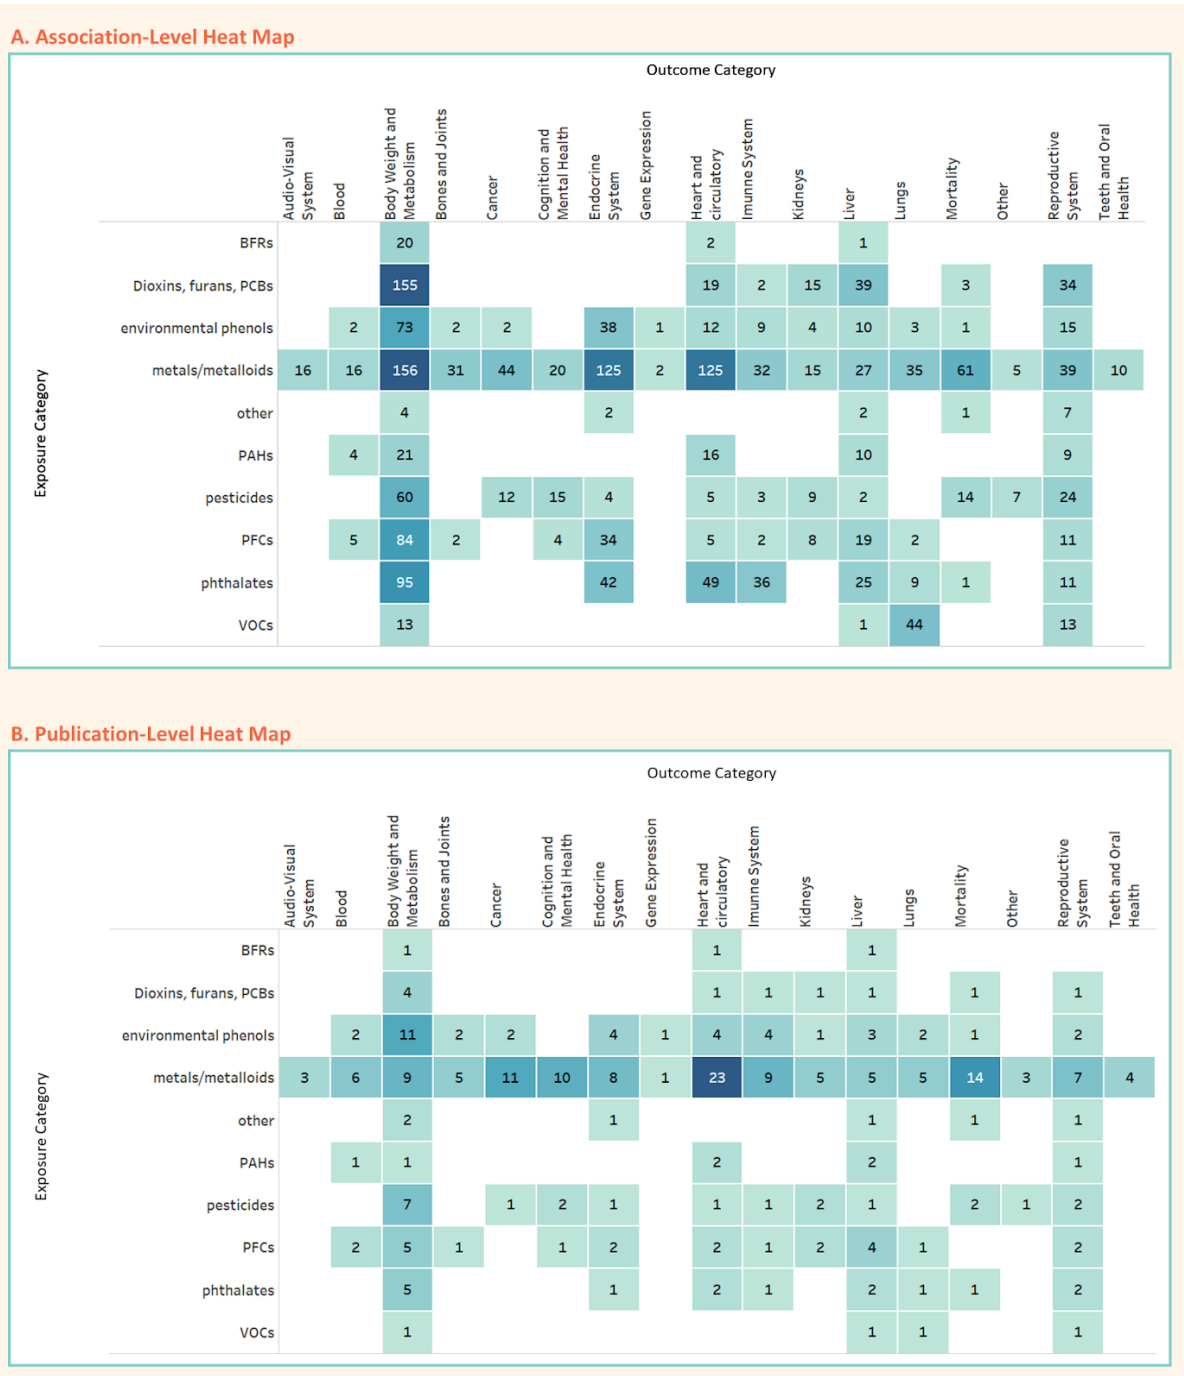 A. Association-Level Heat Map
Outcome Category
Audio-Visual
System
Blood
Body Weight and
Metabolism
Bones and Joints
Cancer
Cognition and
Mental Health
Endocrine
System
Gene Expression
Heart and
circulatory
Imunne System
Kidneys
Liver
Lungs
Mortality
Other
Reproductive
System
Teeth and Oral
Health
Exposure Category
BFRs 20 2 1
Dioxins, furans, PCBs 155 19 2 15 39 3 34
environmental phenols 2 73 2 2 38 1 12 9 4 10 3 1 15
metals/metalloids 16 16 156 31 44 20 125 2 125 32 15 27 35 61 5 39 10
other 4 2 2 1 7
PAHs 4 21 16 10 9
pesticides 60 12 15 4 5 3 9 2 14 7 24
PFCs 5 84 2 4 34 5 2 8 19 2 11
phthalates 95 42 49 36 25 9 1 11
VOCs 13 1 44 13
B. Publication-Level Heat Map
Outcome Category
Audio-Visual
System
Blood
Body Weight and
Metabolism
Bones and Joints
Cancer
Cognition and
Mental Health
Endocrine
System
Gene Expression
Heart and
circulatory
Imunne System
Kidneys
Liver
Lungs
Mortality
Other
Reproductive
System
Teeth and Oral
Health
Exposure Category
BFRs 1 1 1
Dioxins, furans, PCBs 4 1 1 1 1 1 1
environmental phenols 2 11 2 2 4 1 4 4 1 3 2 1 2
metals/metalloids 3 6 9 5 11 10 8 1 23 9 5 5 5 14 3 7 4
other 2 1 1 1 1
PAHs 1 1 2 2 1
pesticides 7 1 2 1 1 1 2 1 2 1 2
PFCs 2 5 1 1 2 2 1 2 4 1 2
phthalates 5 1 2 1 2 1 1 2
VOCs 1 1 1 1